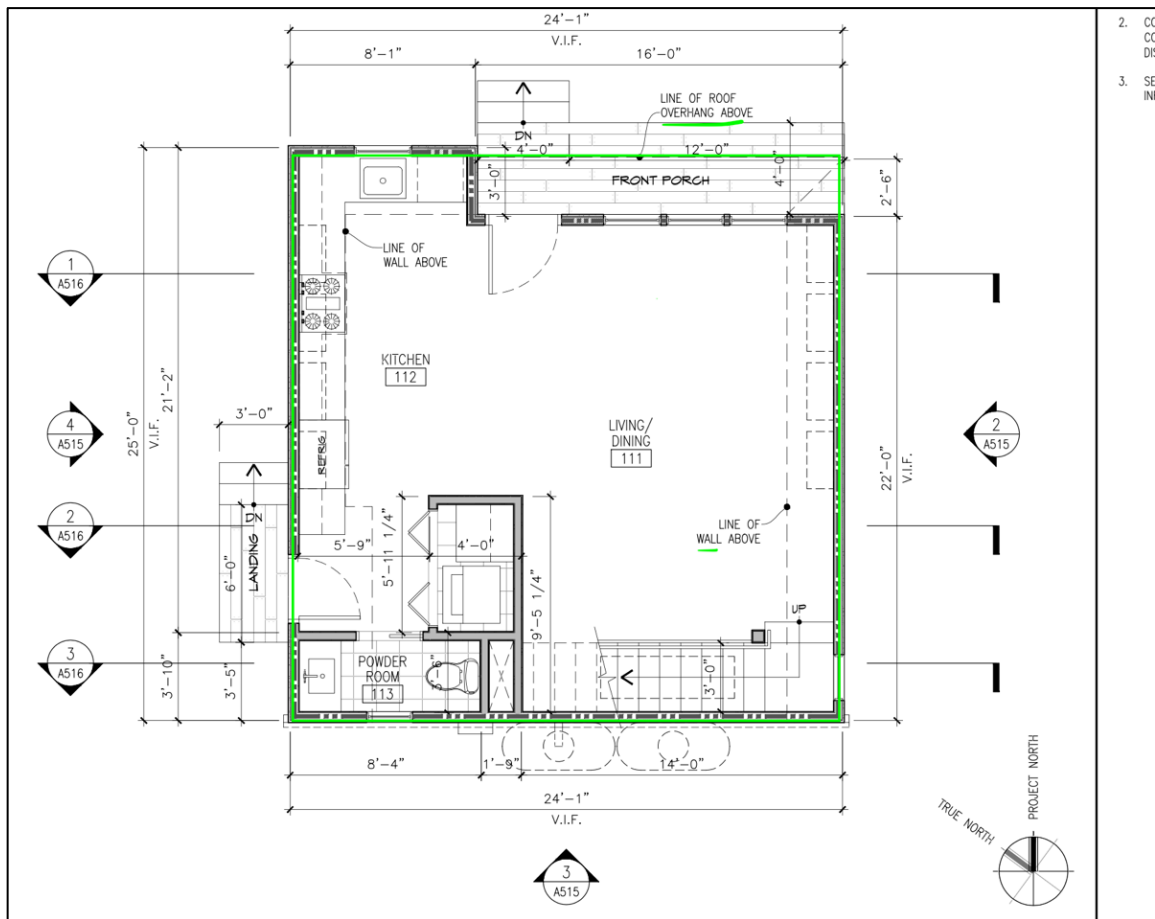 24'-1"
V.I.F.
8'-1"
16'-0"
2.
3.
LINE OF ROOF
OVERHANG ABOVE
DN
4'-0"
12'-0"
FRONT PORCH
3'-0"
4'-0"
2'-6"
LINE OF
WALL ABOVE
1
A516
KITCHEN
112
25'-0"
V.I.F.
21'-2"
3'-0"
4
A515
REFRIG
LIVING/
DINING
111
2
A515
22'-0"
V.I.F.
2
A516
LANDING
DN
6'-0"
5'-9"
5'-11 1/4"
4'-0"
9'-5 1/4"
LINE OF
WALL ABOVE
UP
3
A516
3'-10"
3'-5"
POWDER
ROOM
113
3'-0"
8'-4"
1'-9"
14'-0"
24'-1"
V.I.F.
3
A515
TRUE NORTH
PROJECT NORTH